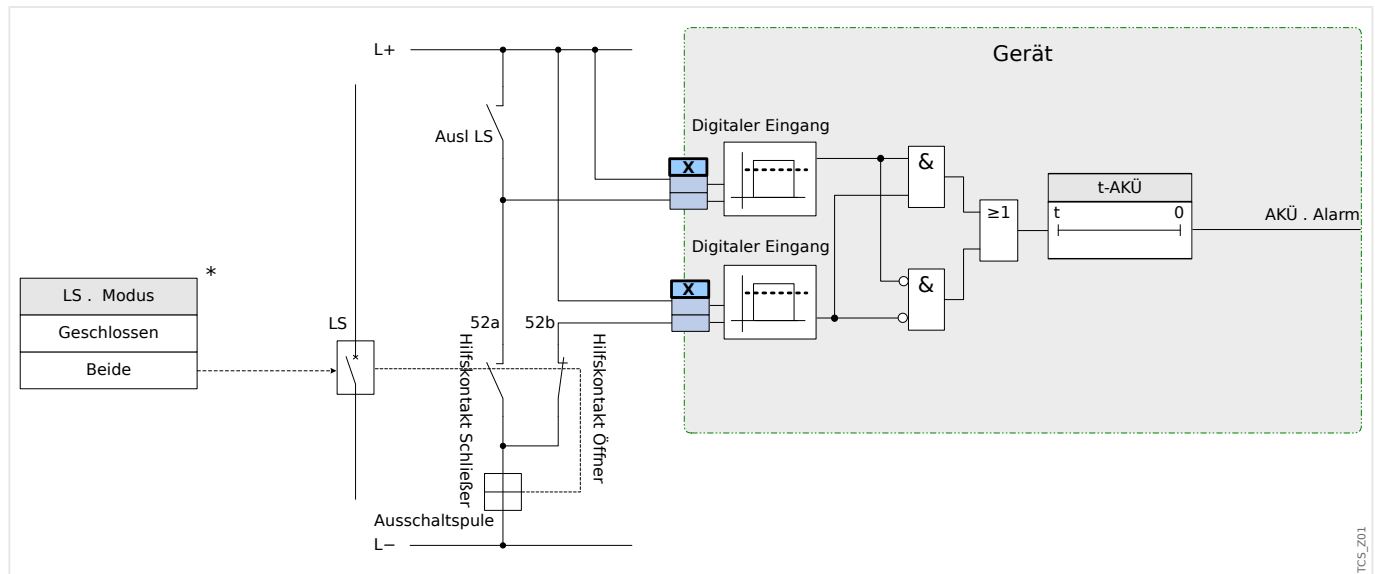 L+
Gerät
Ausl LS
Digitaler Eingang
X
&
t-AKÜ
t 0
≥1
AKÜ . Alarm
Digitaler Eingang
X
&
*
LS . Modus
Geschlossen
Beide
LS
52a
52b
Hilfskontakt Schließer
Hilfskontakt Öffner
Ausschaltspule
L−
TCS_Z01